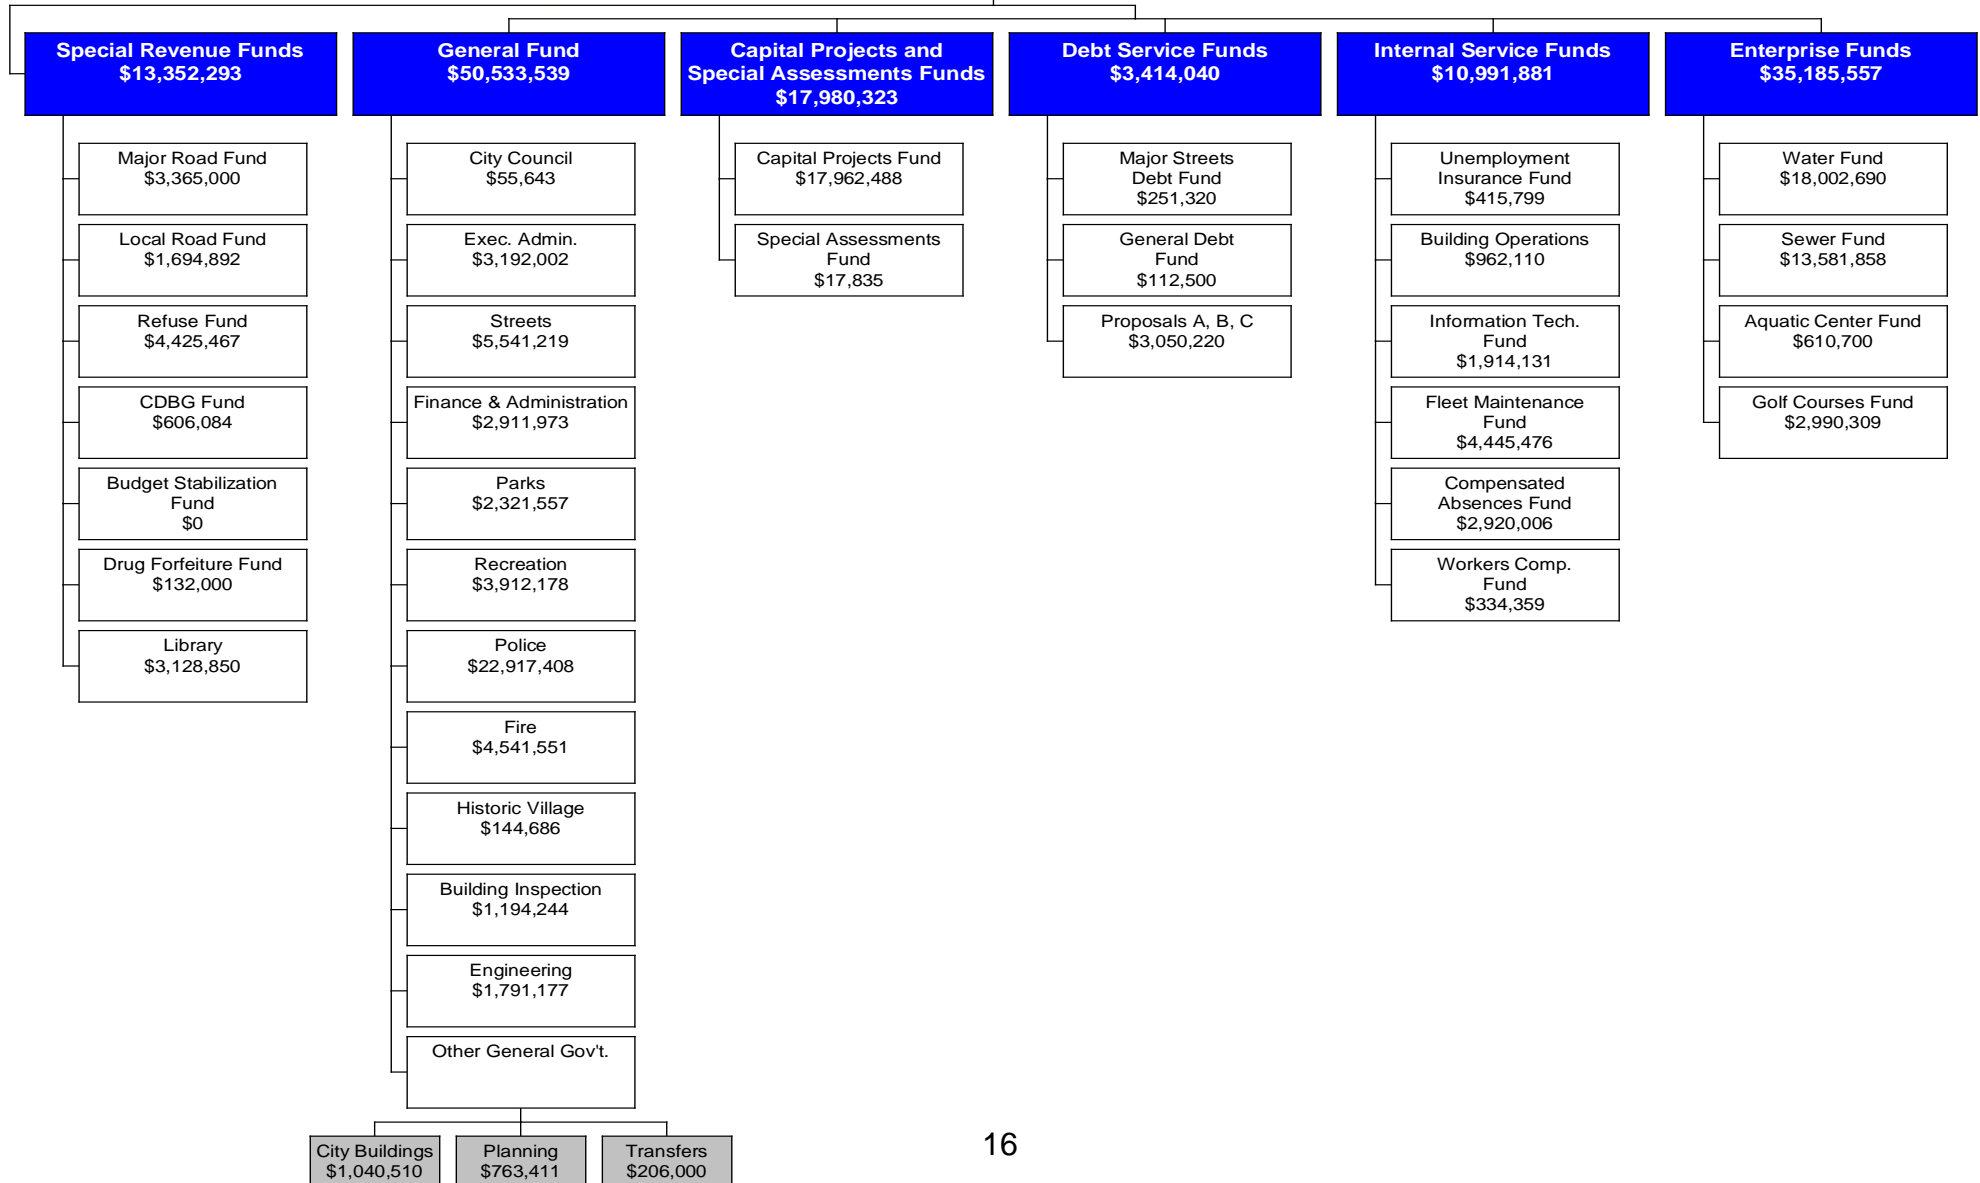 Special Revenue Funds
$13,352,293
General Fund
$50,533,539
Capital Projects and
Special Assessments Funds
$17,980,323
Debt Service Funds
$3,414,040
Internal Service Funds
$10,991,881
Enterprise Funds
$35,185,557
Major Road Fund
$3,365,000
Local Road Fund
$1,694,892
Refuse Fund
$4,425,467
CDBG Fund
$606,084
Budget Stabilization
Fund
$0
Drug Forfeiture Fund
$132,000
Library
$3,128,850
City Council
$55,643
Exec. Admin.
$3,192,002
Streets
$5,541,219
Finance & Administration
$2,911,973
Parks
$2,321,557
Recreation
$3,912,178
Police
$22,917,408
Fire
$4,541,551
Historic Village
$144,686
Building Inspection
$1,194,244
Engineering
$1,791,177
Other General Gov't.
City Buildings
$1,040,510
Planning
$763,411
Transfers
$206,000
Capital Projects Fund
$17,962,488
Special Assessments
Fund
$17,835
Major Streets
Debt Fund
$251,320
General Debt
Fund
$112,500
Proposals A, B, C
$3,050,220
Unemployment
Insurance Fund
$415,799
Building Operations
$962,110
Information Tech.
Fund
$1,914,131
Fleet Maintenance
Fund
$4,445,476
Compensated
Absences Fund
$2,920,006
Workers Comp.
Fund
$334,359
Water Fund
$18,002,690
Sewer Fund
$13,581,858
Aquatic Center Fund
$610,700
Golf Courses Fund
$2,990,309
16